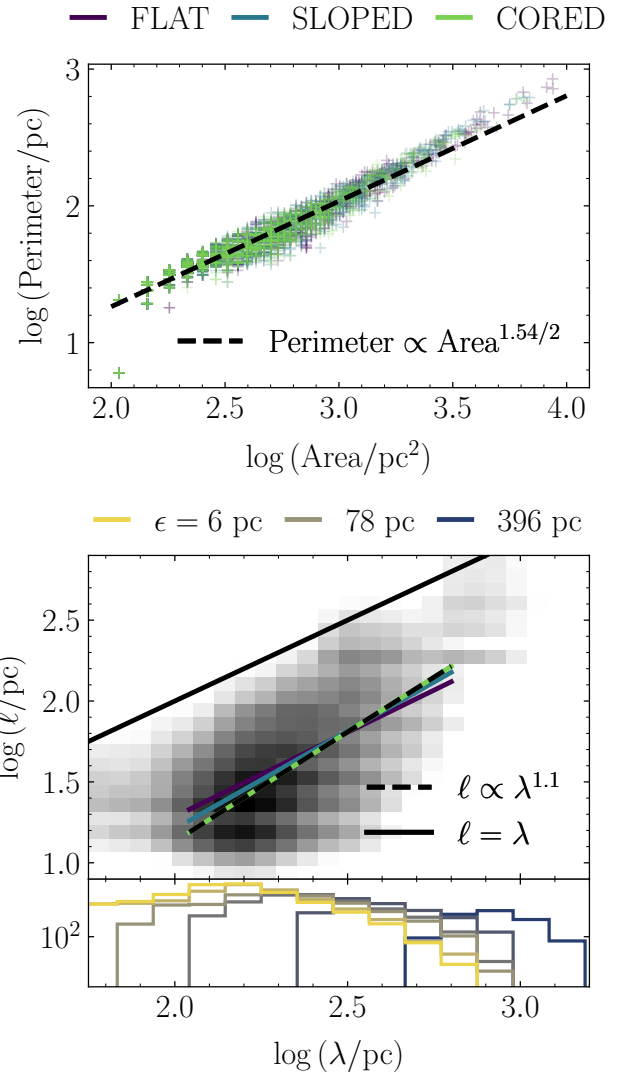 FLAT SLOPED CORED
3
2
1
log (Perimeter/pc)
Perimeter ∝ Area^1.54/2
2.0 2.5 3.0 3.5 4.0
log (Area/pc²)
ϵ = 6 pc 78 pc 396 pc
2.5
2.0
1.5
1.0
log (ℓ/pc)
ℓ ∝ λ^1.1
ℓ = λ
10²
2.0 2.5 3.0
log (λ/pc)